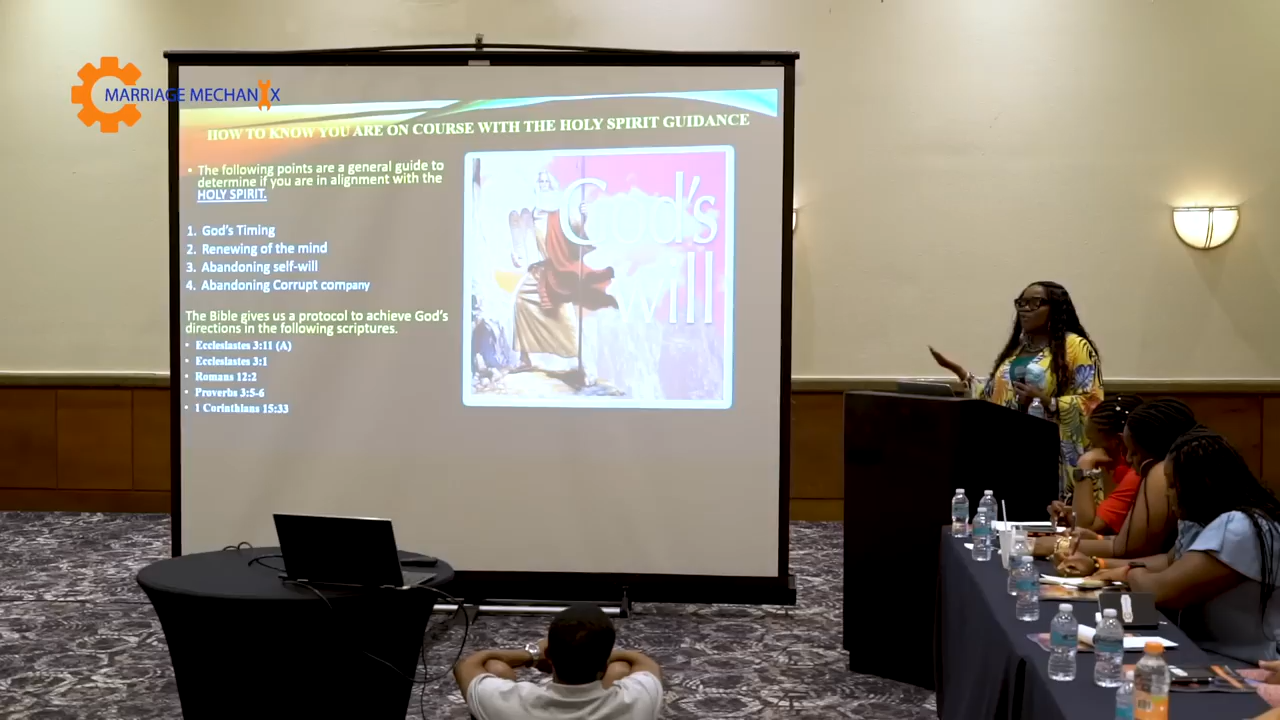 MARRIAGE MECHANIX
HOW TO KNOW YOU ARE ON COURSE WITH THE HOLY SPIRIT GUIDANCE
• The following points are a general guide to
determine if you are in alignment with the
HOLY SPIRIT.
1. God's Timing
2. Renewing of the mind
3. Abandoning self-will
4. Abandoning Corrupt company
The Bible gives us a protocol to achieve God's
directions in the following scriptures.
• Ecclesiastes 3:11 (A)
• Ecclesiastes 3:1
• Romans 12:2
• Proverbs 3:5-6
• 1 Corinthians 15:33
God's
will